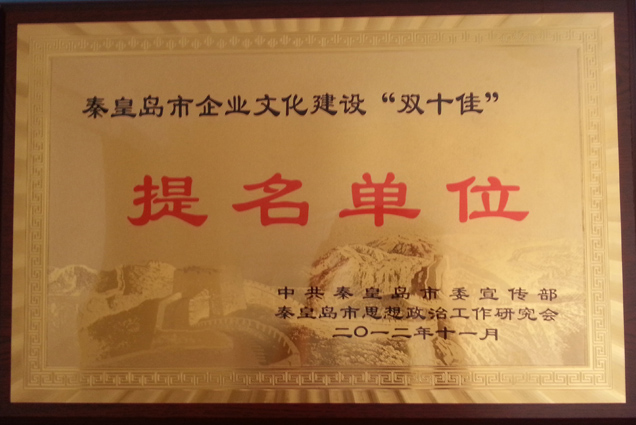 秦皇岛市企业文化建设“双十佳”
提名单位
中共秦皇岛市委宣传部
秦皇岛市思想政治工作研究会
二〇一二年十一月